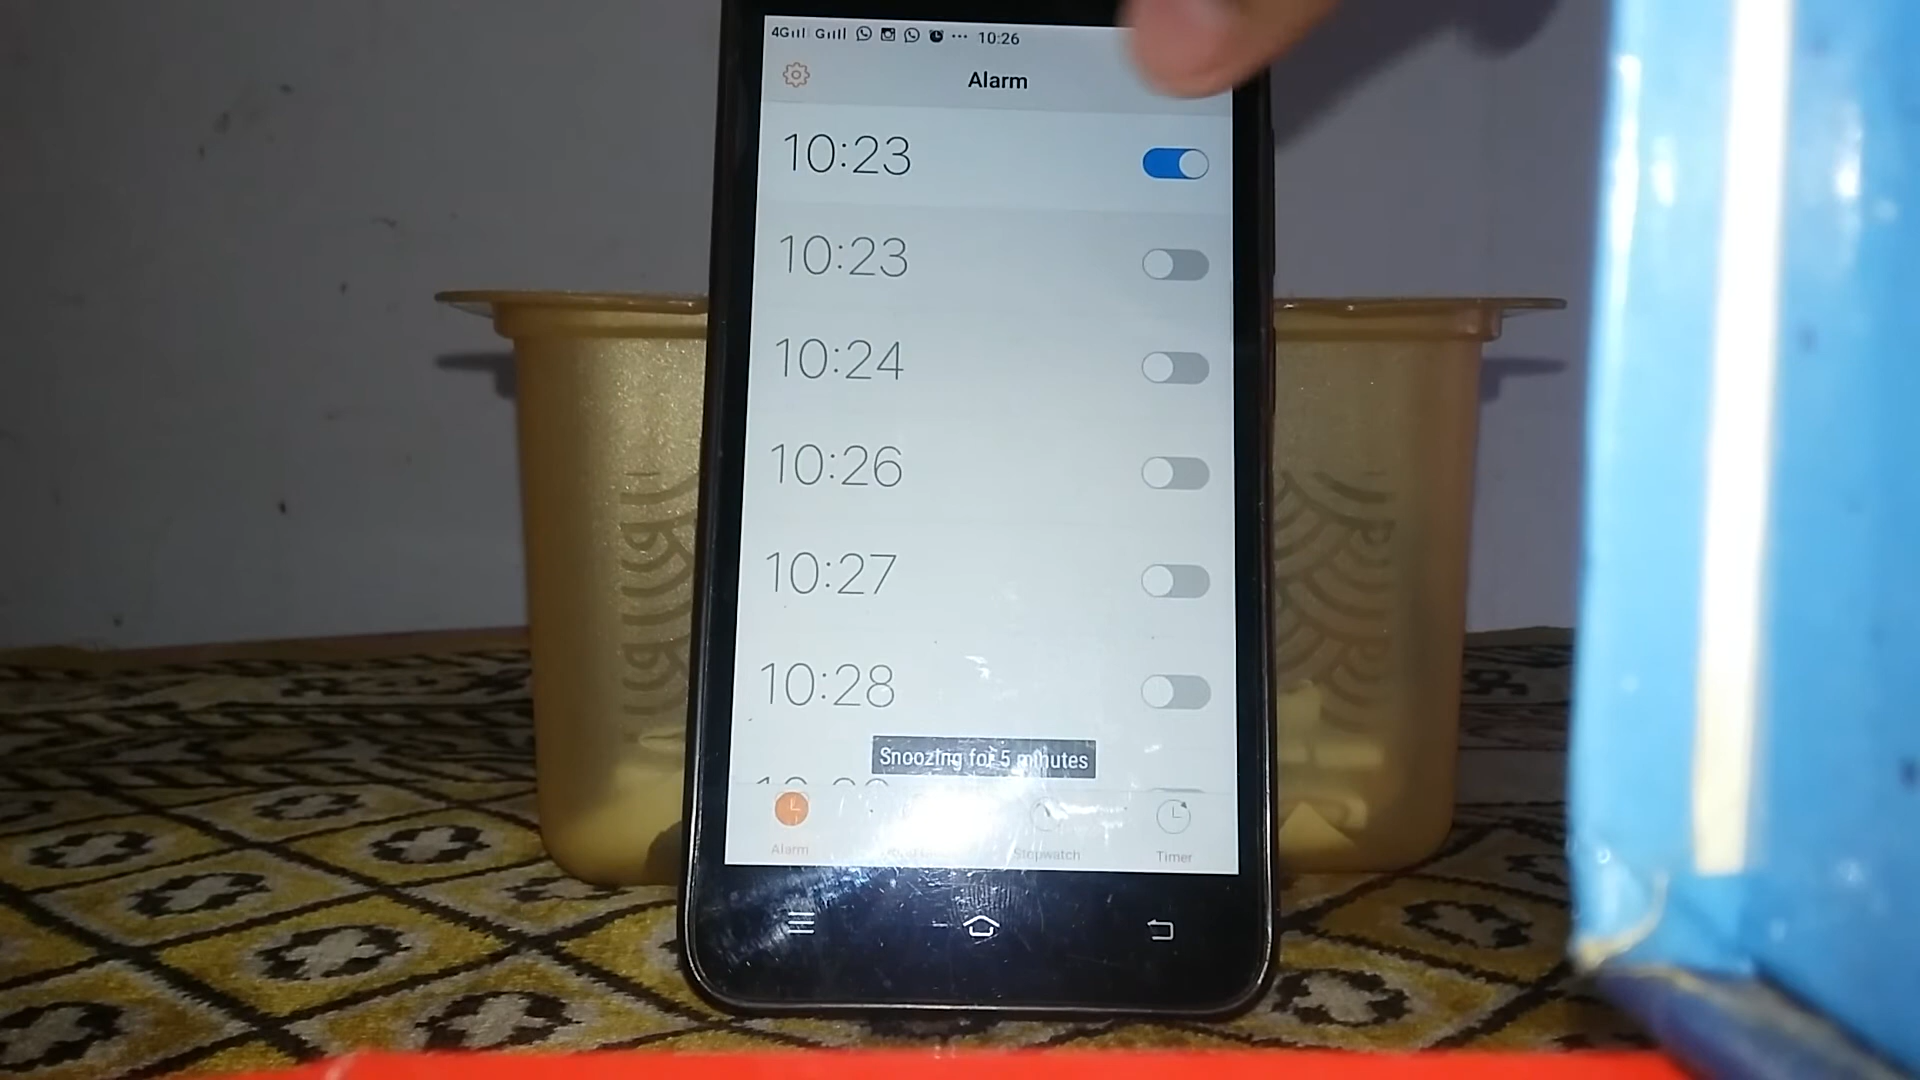 4G G ... 10:26
Alarm
10:23
10:23
10:24
10:26
10:27
10:28
Snoozing for 5 minutes
Alarm
Stopwatch
Timer